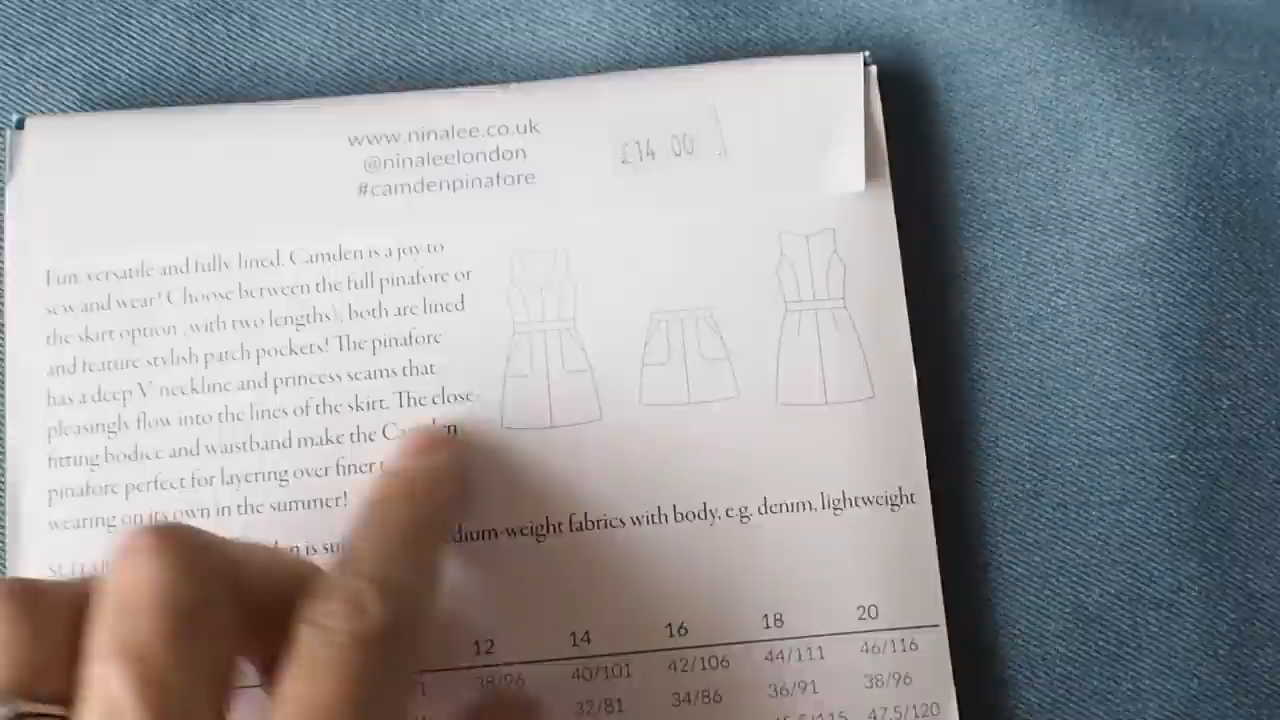 www.ninalee.co.uk
@ninaleelondon
#camdenpinafore
£14 00
Fun, versatile and fully lined. Camden is a joy to
sew and wear! Choose between the full pinafore or
the skirt option (with two lengths), both are lined
and feature stylish patch pockets! The pinafore
has a deep V neckline and princess seams that
pleasingly flow into the lines of the skirt. The close-
fitting bodice and waistband make the
pinafore perfect for layering over finer
wearing on its own in the summer!
is fabrics with body, e.g. denim, lightweight
12 14 16 18 20
38/96 40/101 42/106 44/111 46/116
32/81 34/86 36/91 38/96
47.5/120